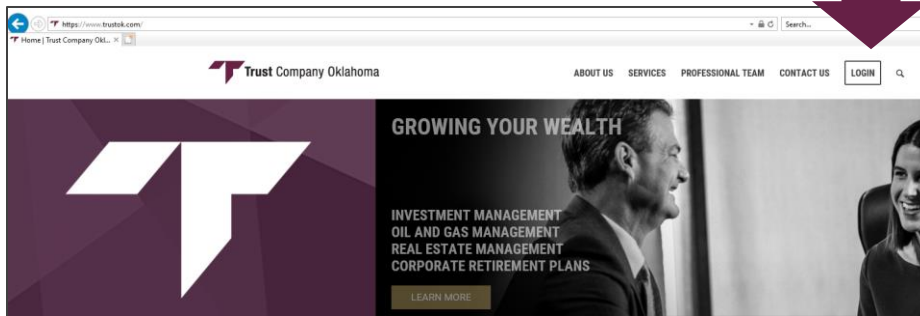 https://www.trustok.com/
Search...
Home | Trust Company Okl...
Trust Company Oklahoma
ABOUT US SERVICES PROFESSIONAL TEAM CONTACT US LOGIN
GROWING YOUR WEALTH
INVESTMENT MANAGEMENT
OIL AND GAS MANAGEMENT
REAL ESTATE MANAGEMENT
CORPORATE RETIREMENT PLANS
LEARN MORE